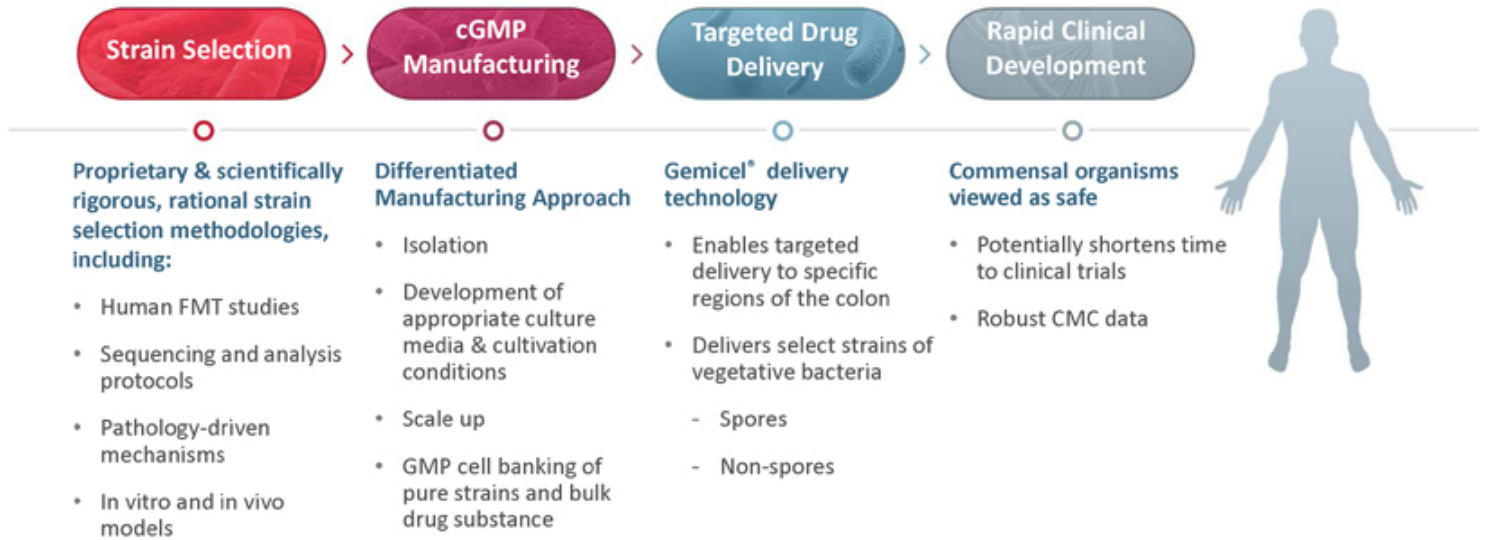 Strain Selection
cGMP
Manufacturing
Targeted Drug
Delivery
Rapid Clinical
Development
Proprietary & scientifically
rigorous, rational strain
selection methodologies,
including:
• Human FMT studies
• Sequencing and analysis
protocols
• Pathology-driven
mechanisms
• In vitro and in vivo
models
Differentiated
Manufacturing Approach
• Isolation
• Development of
appropriate culture
media & cultivation
conditions
• Scale up
• GMP cell banking of
pure strains and bulk
drug substance
Gemicel® delivery
technology
• Enables targeted
delivery to specific
regions of the colon
• Delivers select strains of
vegetative bacteria
- Spores
- Non-spores
Commensal organisms
viewed as safe
• Potentially shortens time
to clinical trials
• Robust CMC data